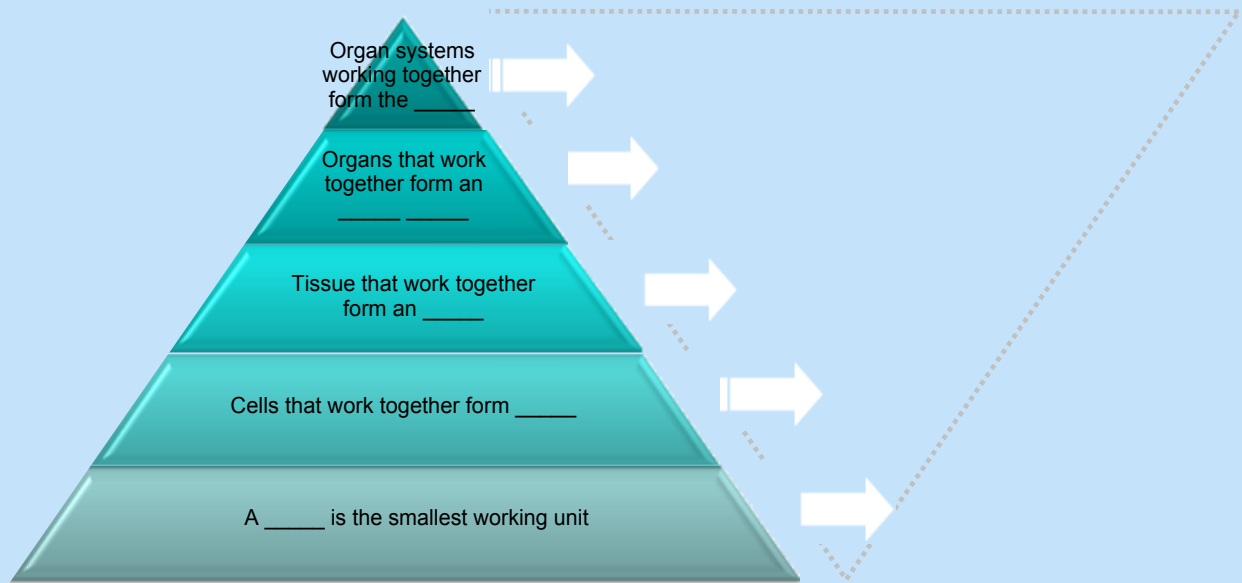 Organ systems
working together
form the _____
Organs that work
together form an
_____ _____
Tissue that work together
form an _____
Cells that work together form _____
A _____ is the smallest working unit